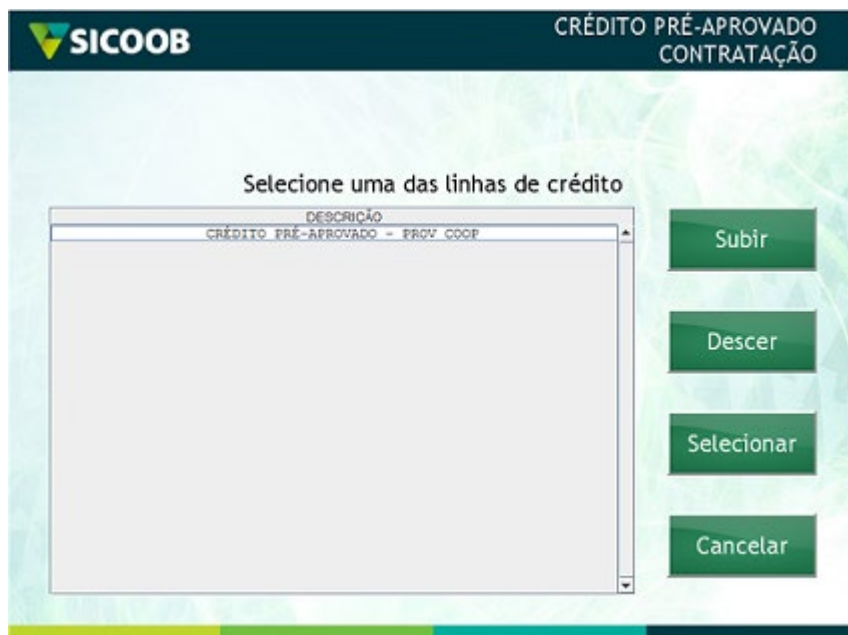 SICOOB
CRÉDITO PRÉ-APROVADO
CONTRATAÇÃO
Selecione uma das linhas de crédito
DESCRIÇÃO
CRÉDITO PRÉ-APROVADO - PROV COOP
Subir
Descer
Selecionar
Cancelar